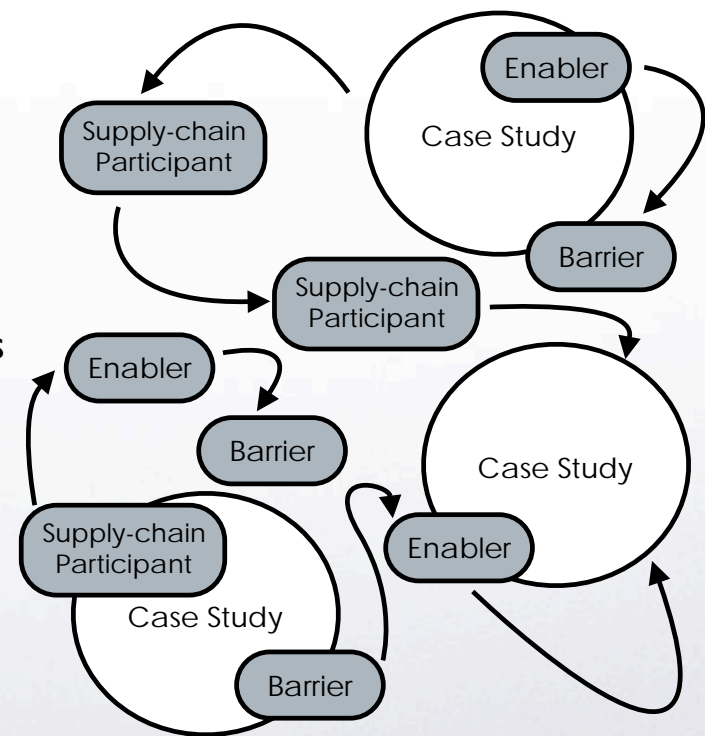 Enabler
Case Study
Supply-chain
Participant
Barrier
Supply-chain
Participant
s
Enabler
Barrier
Case Study
Supply-chain
Participant
Enabler
Case Study
Barrier